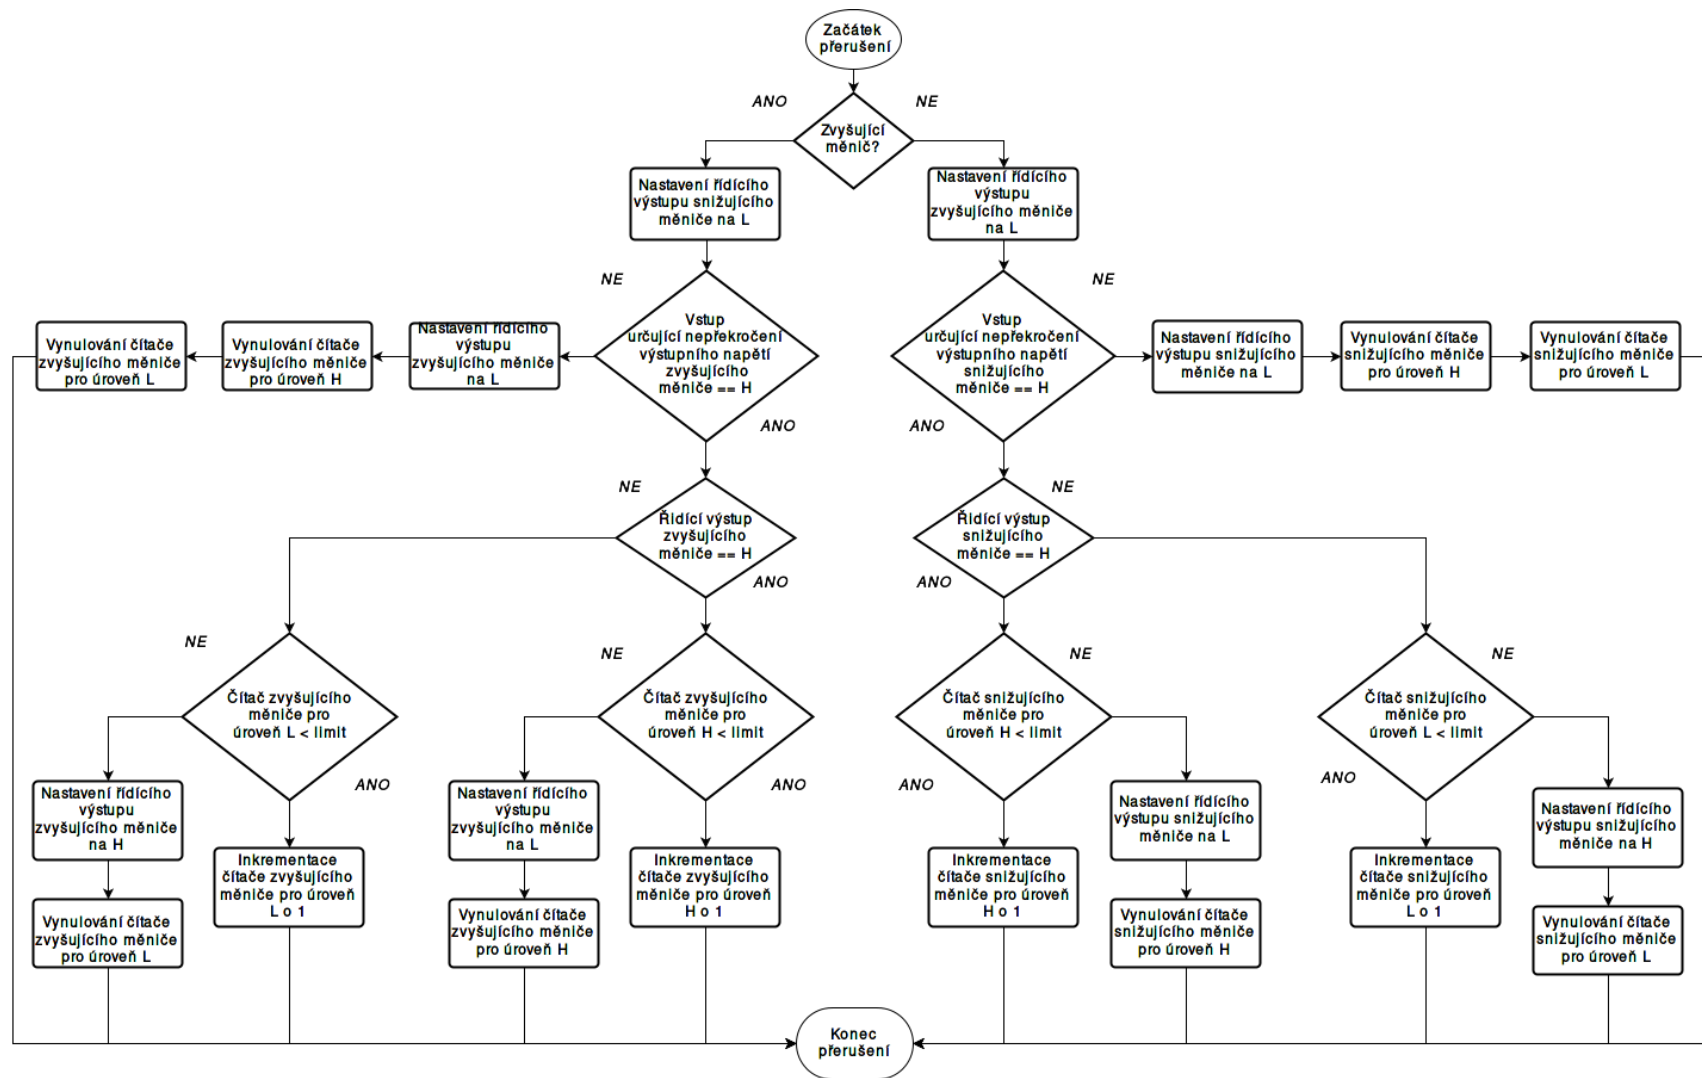 Začátek
přerušení
ANO
NE
Zvyšující
měnič?
Nastavení řídícího
výstupu snižujícího
měniče na L
Nastavení řídícího
výstupu
zvyšujícího měniče
na L
NE
NE
Vynulování čítače
zvyšujícího měniče
pro úroveň L
Vynulování čítače
zvyšujícího měniče
pro úroveň H
Nastavení řídícího
výstupu
zvyšujícího měniče
na L
Vstup
určující nepřekročení
výstupního napětí
zvyšujícího
měniče == H
Vstup
určující nepřekročení
výstupního napětí
snižujícího
měniče == H
Nastavení řídícího
výstupu snižujícího
měniče na L
Vynulování čítače
snižujícího měniče
pro úroveň H
Vynulování čítače
snižujícího měniče
pro úroveň L
ANO
ANO
NE
NE
Řidící výstup
zvyšujícího
měniče == H
Řidící výstup
snižujícího
měniče == H
ANO
ANO
NE
NE
NE
NE
Čítač zvyšujícího
měniče pro
úroveň L < limit
Čítač zvyšujícího
měniče pro
úroveň H < limit
Čítač snižujícího
měniče pro
úroveň H < limit
Čítač snižujícího
měniče pro
úroveň L < limit
ANO
ANO
ANO
ANO
Nastavení řídícího
výstupu
zvyšujícího měniče
na H
Inkrementace
čítače zvyšujícího
měniče pro úroveň
L o 1
Nastavení řídícího
výstupu
zvyšujícího měniče
na L
Inkrementace
čítače zvyšujícího
měniče pro úroveň
H o 1
Inkrementace
čítače snižujícího
měniče pro úroveň
H o 1
Nastavení řídícího
výstupu snižujícího
měniče na L
Inkrementace
čítače snižujícího
měniče pro úroveň
L o 1
Nastavení řídícího
výstupu snižujícího
měniče na H
Vynulování čítače
zvyšujícího měniče
pro úroveň L
Vynulování čítače
zvyšujícího měniče
pro úroveň H
Vynulování čítače
snižujícího měniče
pro úroveň H
Vynulování čítače
snižujícího měniče
pro úroveň L
Konec
přerušení